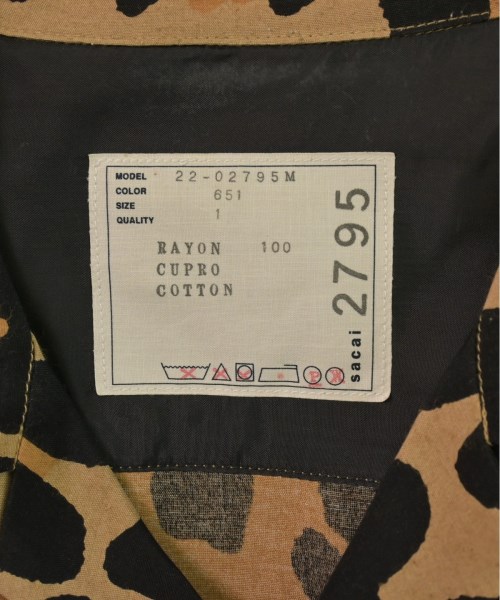 MODEL 22-02795M
COLOR 651
SIZE 1
QUALITY
RAYON 100
CUPRO
COTTON
sacai 2795
P